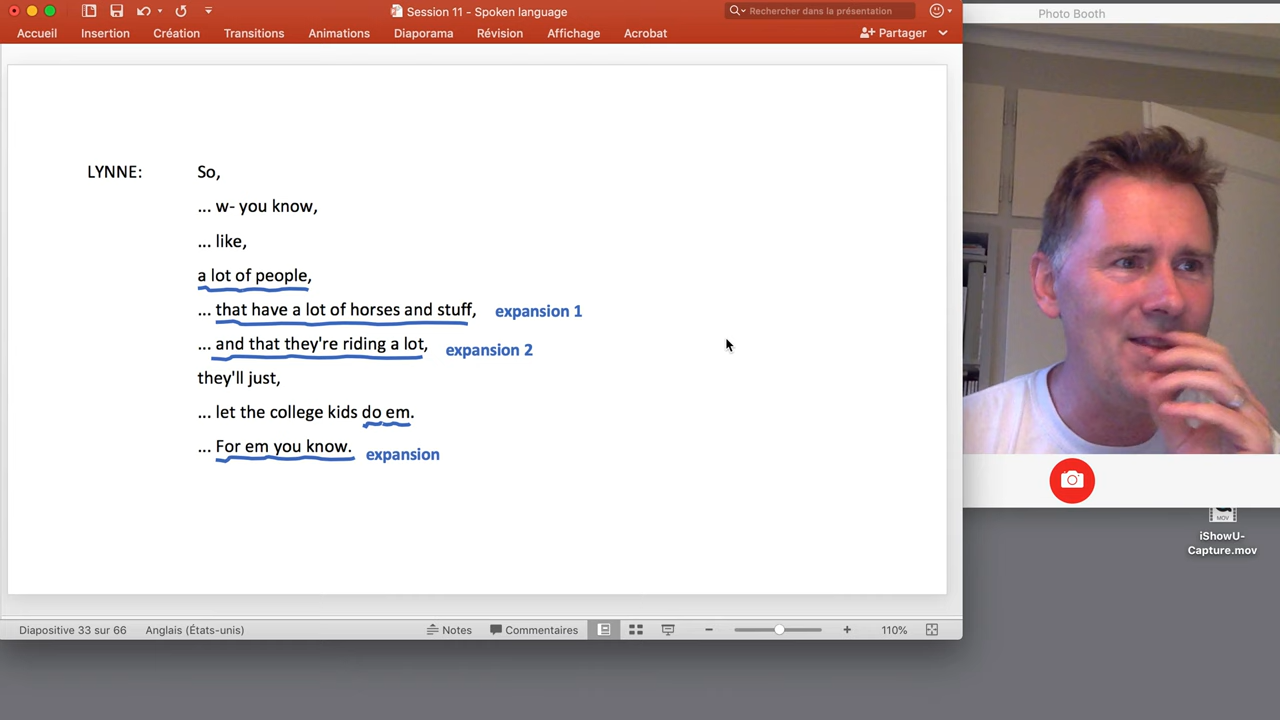 Session 11 - Spoken language
Rechercher dans la présentation
Photo Booth
Accueil Insertion Création Transitions Animations Diaporama Révision Affichage Acrobat Partager
LYNNE: So,
... w- you know,
... like,
a lot of people,
... that have a lot of horses and stuff, expansion 1
... and that they're riding a lot, expansion 2
they'll just,
... let the college kids do em.
... For em you know. expansion
MOV
iShowU-
Capture.mov
Diapositive 33 sur 66 Anglais (États-unis) Notes Commentaires 110%